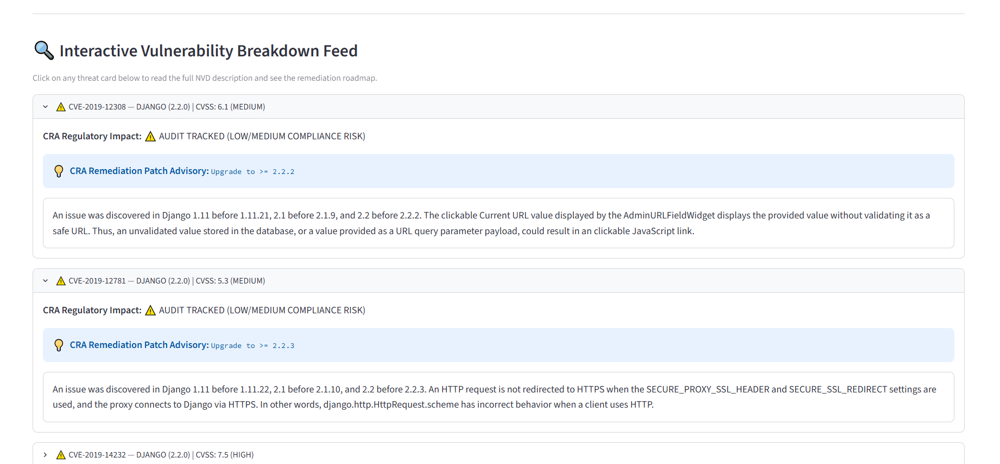 Interactive Vulnerability Breakdown Feed
Click on any threat card below to read the full NVD description and see the remediation roadmap.
CVE-2019-12308 — DJANGO (2.2.0) | CVSS: 6.1 (MEDIUM)
CRA Regulatory Impact: ⚠️ AUDIT TRACKED (LOW/MEDIUM COMPLIANCE RISK)
CRA Remediation Patch Advisory: Upgrade to >= 2.2.2
An issue was discovered in Django 1.11 before 1.11.21, 2.1 before 2.1.9, and 2.2 before 2.2.2. The clickable Current URL value displayed by the AdminURLFieldWidget displays the provided value without validating it as a
safe URL. Thus, an unvalidated value stored in the database, or a value provided as a URL query parameter payload, could result in an clickable JavaScript link.
CVE-2019-12781 — DJANGO (2.2.0) | CVSS: 5.3 (MEDIUM)
CRA Regulatory Impact: ⚠️ AUDIT TRACKED (LOW/MEDIUM COMPLIANCE RISK)
CRA Remediation Patch Advisory: Upgrade to >= 2.2.3
An issue was discovered in Django 1.11 before 1.11.22, 2.1 before 2.1.10, and 2.2 before 2.2.3. An HTTP request is not redirected to HTTPS when the SECURE_PROXY_SSL_HEADER and SECURE_SSL_REDIRECT settings are
used, and the proxy connects to Django via HTTPS. In other words, django.http.HttpRequest.scheme has incorrect behavior when a client uses HTTP.
CVE-2019-14232 — DJANGO (2.2.0) | CVSS: 7.5 (HIGH)